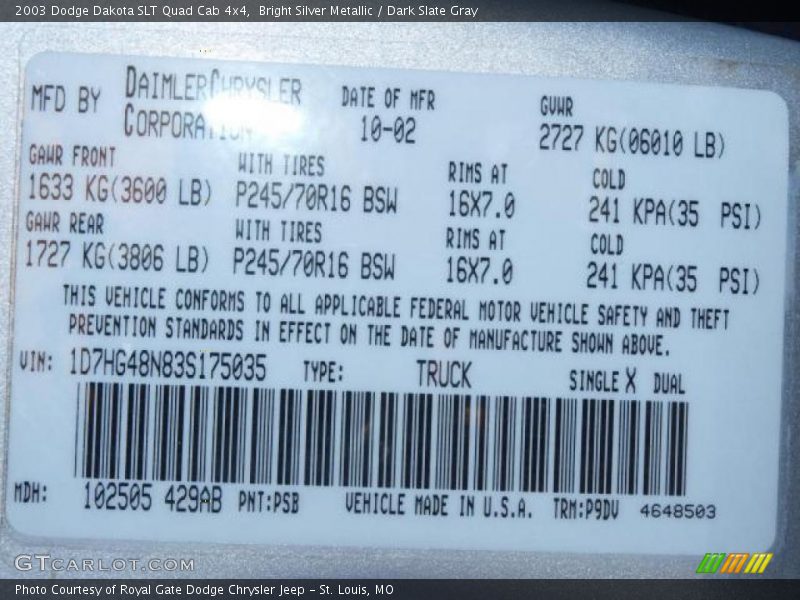 2003 Dodge Dakota SLT Quad Cab 4x4, Bright Silver Metallic / Dark Slate Gray
MFD BY DAIMLERCHRYSLER CORPORATION DATE OF MFR 10-02 GVWR 2727 KG(06010 LB)
GAWR FRONT WITH TIRES RIMS AT COLD
1633 KG(3600 LB) P245/70R16 BSW 16X7.0 241 KPA(35 PSI)
GAWR REAR WITH TIRES RIMS AT COLD
1727 KG(3806 LB) P245/70R16 BSW 16X7.0 241 KPA(35 PSI)
THIS VEHICLE CONFORMS TO ALL APPLICABLE FEDERAL MOTOR VEHICLE SAFETY AND THEFT
PREVENTION STANDARDS IN EFFECT ON THE DATE OF MANUFACTURE SHOWN ABOVE.
VIN: 1D7HG48N83S175035 TYPE: TRUCK SINGLE X DUAL
MDH: 102505 429AB PNT:PSB VEHICLE MADE IN U.S.A. TRM:P9DV 4648503
GTCARLOT.COM
Photo Courtesy of Royal Gate Dodge Chrysler Jeep – St. Louis, MO